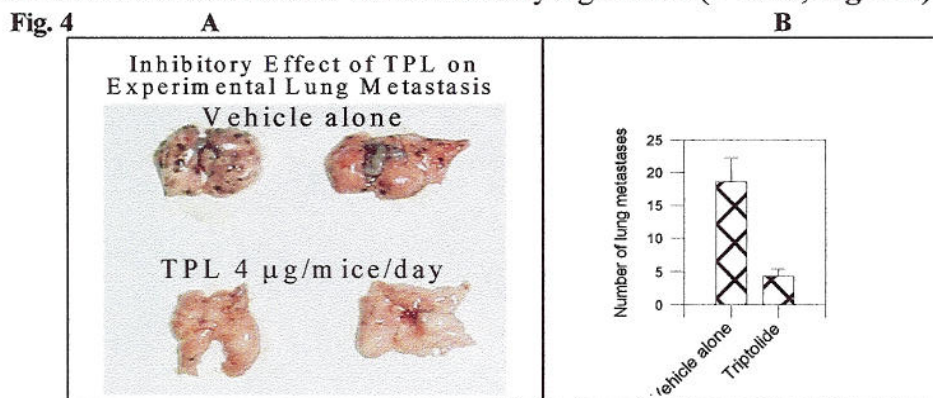 Fig. 4 A B
Inhibitory Effect of TPL on
Experimental Lung Metastasis
Vehicle alone
TPL 4 µg/mice/day
Number of lung metastases
25
20
15
10
5
0
Vehicle alone
Triptolide